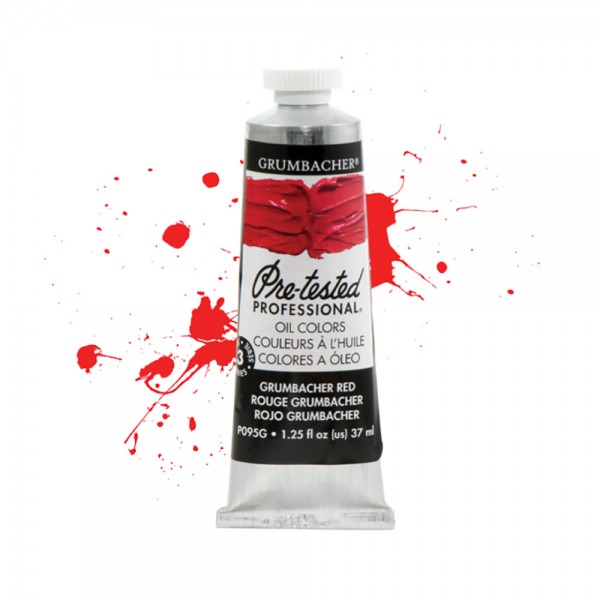 GRUMBACHER®
Pre-tested
PROFESSIONAL®
OIL COLORS
COULEURS À L'HUILE
COLORES A ÓLEO
GRUMBACHER RED
ROUGE GRUMBACHER
ROJO GRUMBACHER
P095G • 1.25 fl oz (us) 37 ml